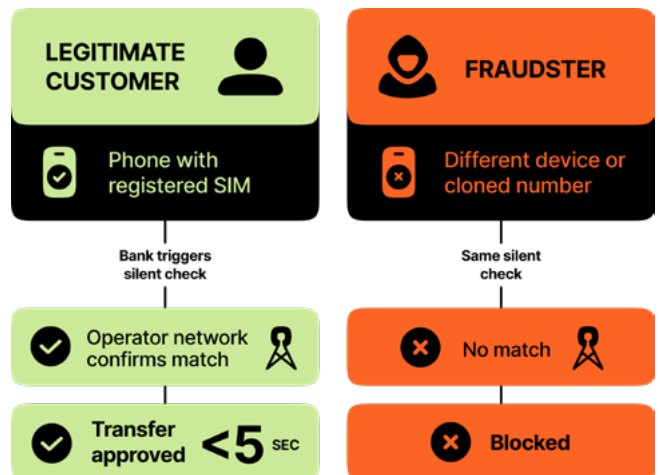 LEGITIMATE
CUSTOMER
Phone with
registered SIM
Bank triggers
silent check
Operator network
confirms match
Transfer
approved
<5 SEC
FRAUDSTER
Different device or
cloned number
Same silent
check
No match
Blocked